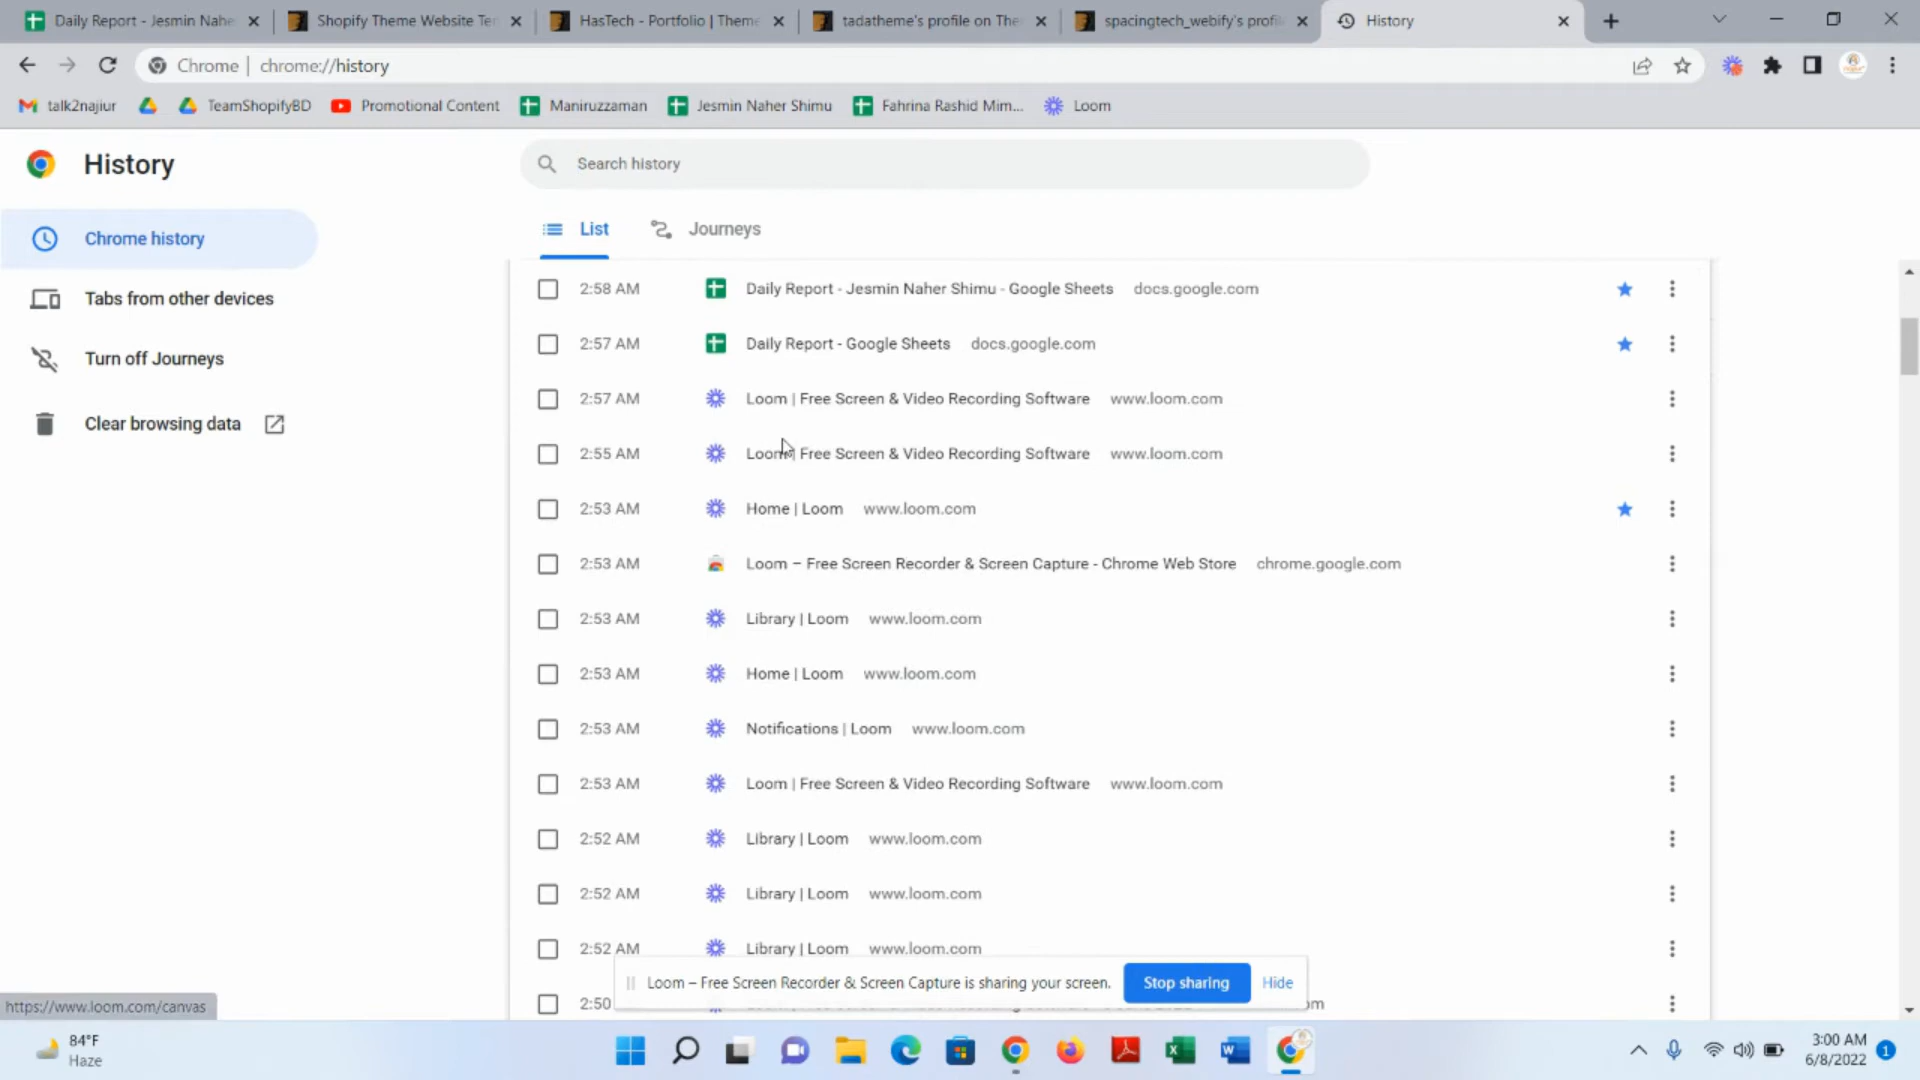 Daily Report - Jesmin Nahe
Shopify Theme Website Ter
HasTech - Portfolio | Theme
tadatheme's profile on The
spacingtech_webify's profil
History
Chrome | chrome://history
talk2najiur
TeamShopifyBD
Promotional Content
Maniruzzaman
Jesmin Naher Shimu
Fahrina Rashid Mim...
Loom
History
Search history
Chrome history
Tabs from other devices
Turn off Journeys
Clear browsing data
List
Journeys
2:58 AM Daily Report - Jesmin Naher Shimu - Google Sheets docs.google.com
2:57 AM Daily Report - Google Sheets docs.google.com
2:57 AM Loom | Free Screen & Video Recording Software www.loom.com
2:55 AM Loom | Free Screen & Video Recording Software www.loom.com
2:53 AM Home | Loom www.loom.com
2:53 AM Loom – Free Screen Recorder & Screen Capture - Chrome Web Store chrome.google.com
2:53 AM Library | Loom www.loom.com
2:53 AM Home | Loom www.loom.com
2:53 AM Notifications | Loom www.loom.com
2:53 AM Loom | Free Screen & Video Recording Software www.loom.com
2:52 AM Library | Loom www.loom.com
2:52 AM Library | Loom www.loom.com
2:52 AM Library | Loom www.loom.com
Loom – Free Screen Recorder & Screen Capture is sharing your screen. Stop sharing Hide
2:50
https://www.loom.com/canvas
84°F
Haze
3:00 AM
6/8/2022
1